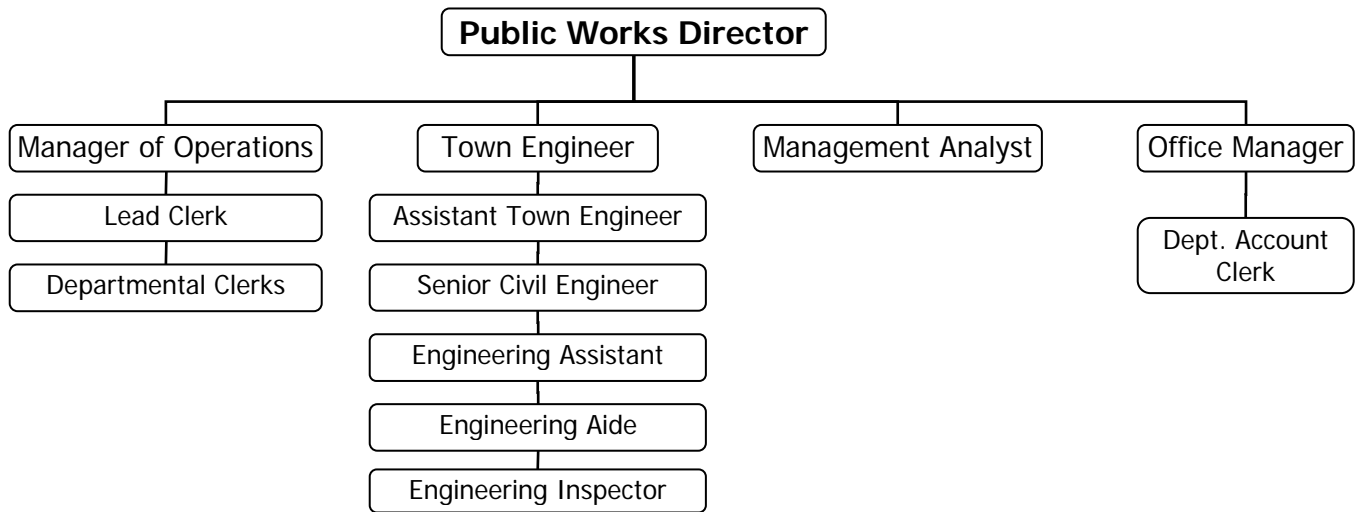 Public Works Director
Manager of Operations
Town Engineer
Management Analyst
Office Manager
Lead Clerk
Assistant Town Engineer
Dept. Account
Clerk
Departmental Clerks
Senior Civil Engineer
Engineering Assistant
Engineering Aide
Engineering Inspector